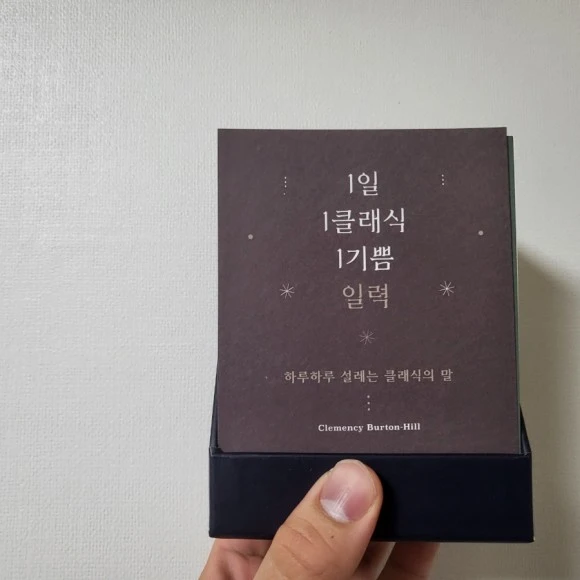 1일
1클래식
1기쁨
일력
하루하루 설레는 클래식의 말
Clemency Burton-Hill